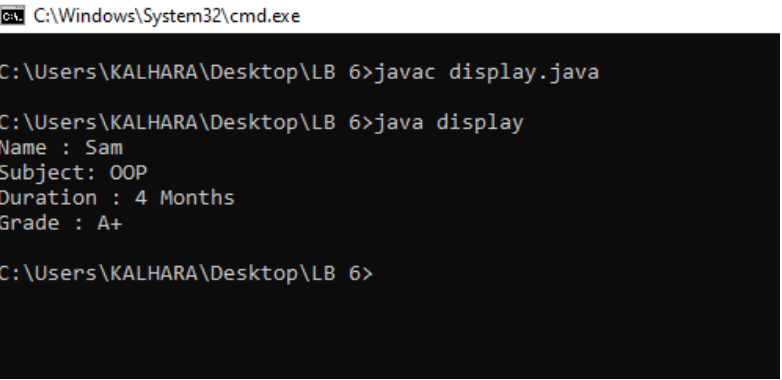 C:\Windows\System32\cmd.exe
C:\Users\KALHARA\Desktop\LB 6>javac display.java
C:\Users\KALHARA\Desktop\LB 6>java display
Name : Sam
Subject: OOP
Duration : 4 Months
Grade : A+
C:\Users\KALHARA\Desktop\LB 6>